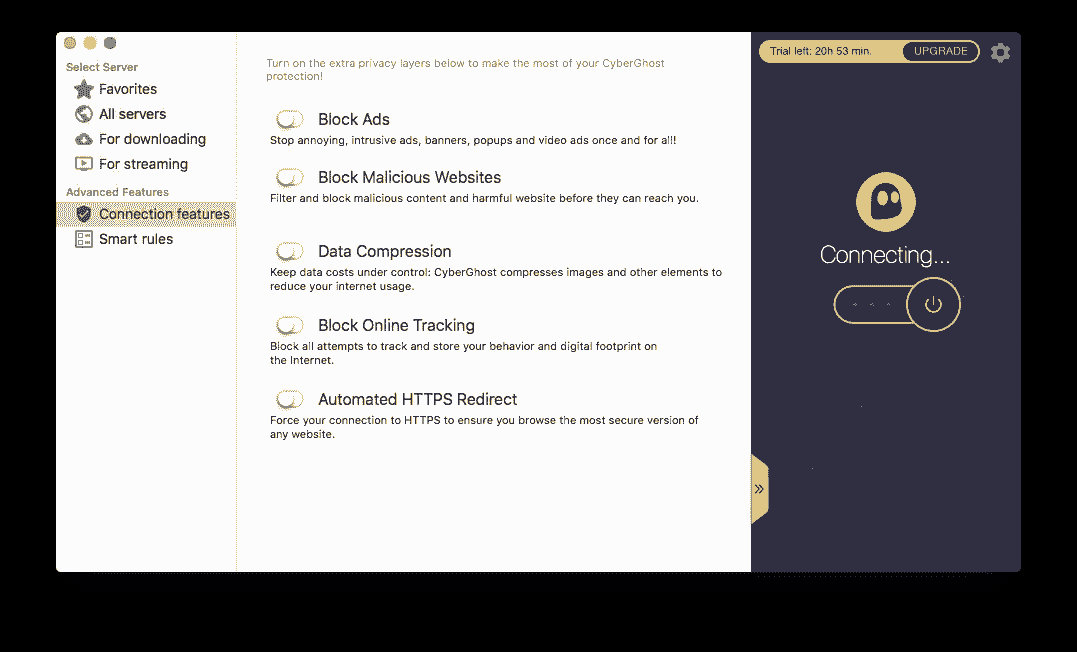 Select Server
Favorites
All servers
For downloading
For streaming
Advanced Features
Connection features
Smart rules
Turn on the extra privacy layers below to make the most of your CyberGhost
protection!
Block Ads
Stop annoying, intrusive ads, banners, popups and video ads once and for all!
Block Malicious Websites
Filter and block malicious content and harmful website before they can reach you.
Data Compression
Keep data costs under control: CyberGhost compresses images and other elements to
reduce your internet usage.
Block Online Tracking
Block all attempts to track and store your behavior and digital footprint on
the Internet.
Automated HTTPS Redirect
Force your connection to HTTPS to ensure you browse the most secure version of
any website.
Trial left: 20h 53 min.
UPGRADE
Connecting...